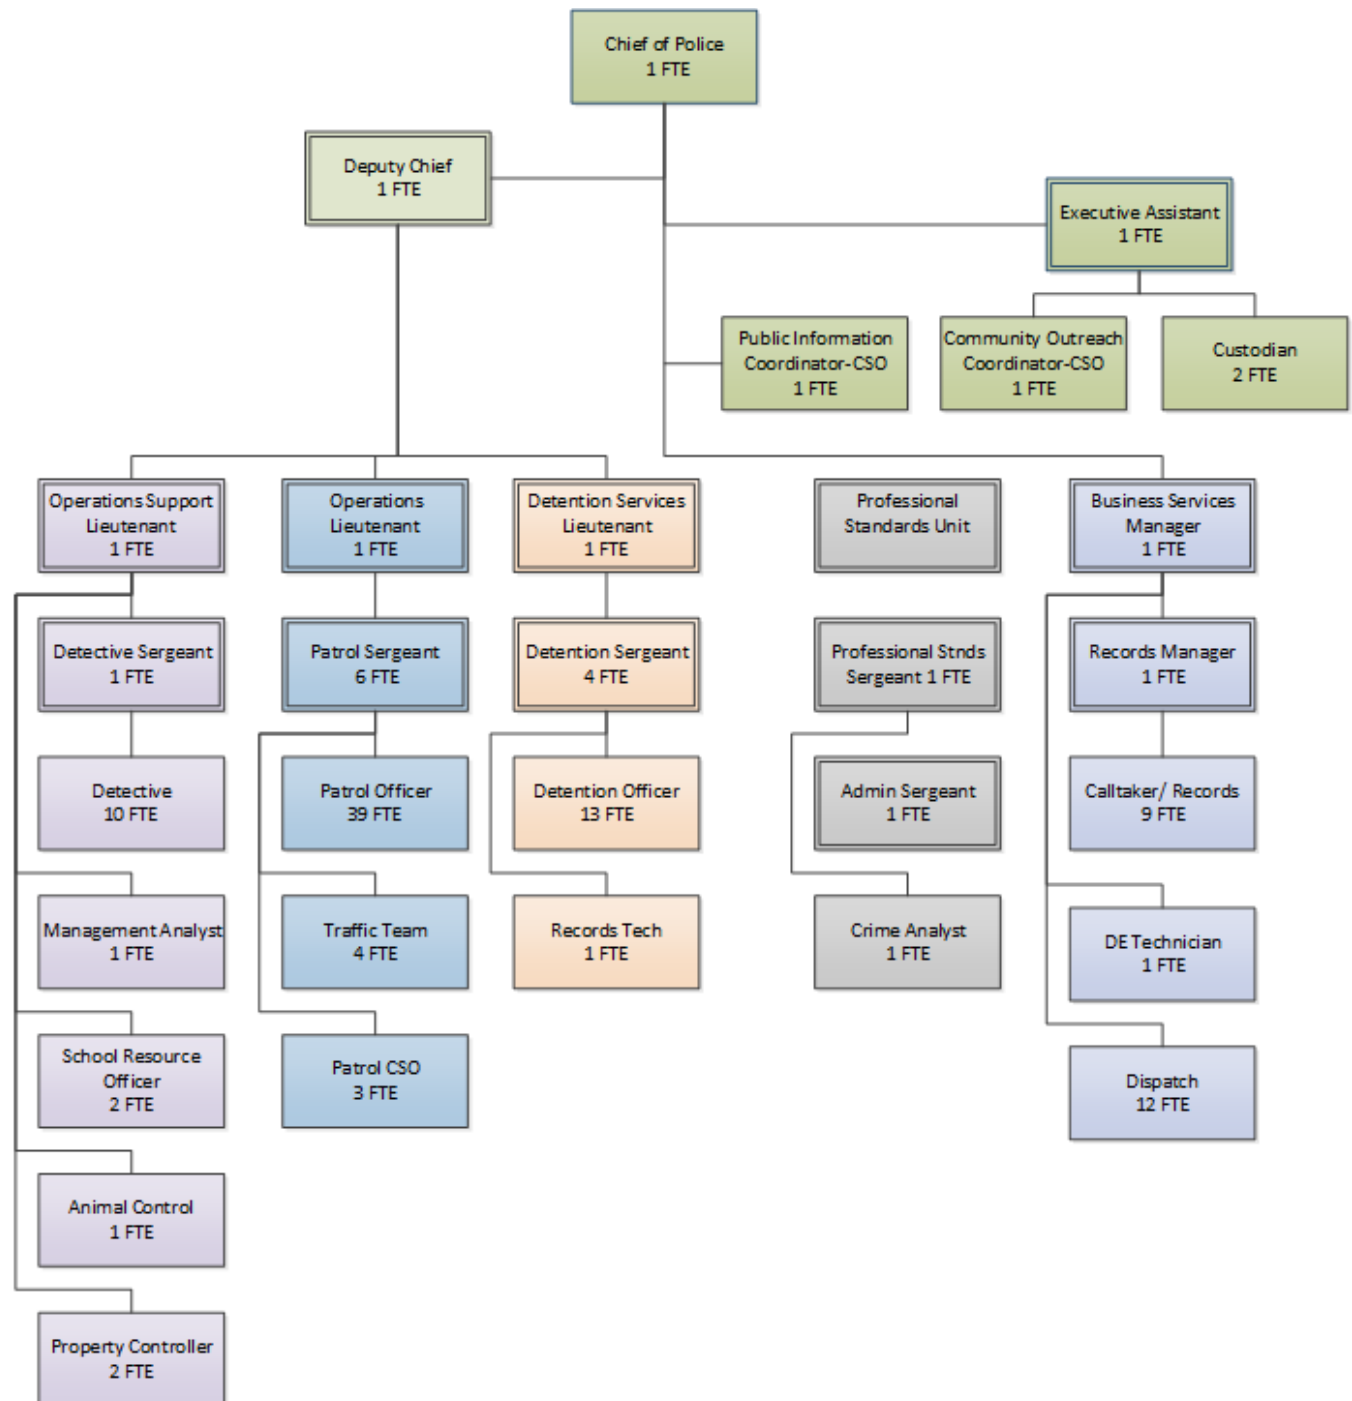 Chief of Police
1 FTE
Deputy Chief
1 FTE
Executive Assistant
1 FTE
Public Information
Coordinator-CSO
1 FTE
Community Outreach
Coordinator-CSO
1 FTE
Custodian
2 FTE
Operations Support
Lieutenant
1 FTE
Operations
Lieutenant
1 FTE
Detention Services
Lieutenant
1 FTE
Professional
Standards Unit
Business Services
Manager
1 FTE
Detective Sergeant
1 FTE
Patrol Sergeant
6 FTE
Detention Sergeant
4 FTE
Professional Stnds
Sergeant 1 FTE
Records Manager
1 FTE
Detective
10 FTE
Patrol Officer
39 FTE
Detention Officer
13 FTE
Admin Sergeant
1 FTE
Calltaker/ Records
9 FTE
Management Analyst
1 FTE
Traffic Team
4 FTE
Records Tech
1 FTE
Crime Analyst
1 FTE
DE Technician
1 FTE
School Resource
Officer
2 FTE
Patrol CSO
3 FTE
Dispatch
12 FTE
Animal Control
1 FTE
Property Controller
2 FTE